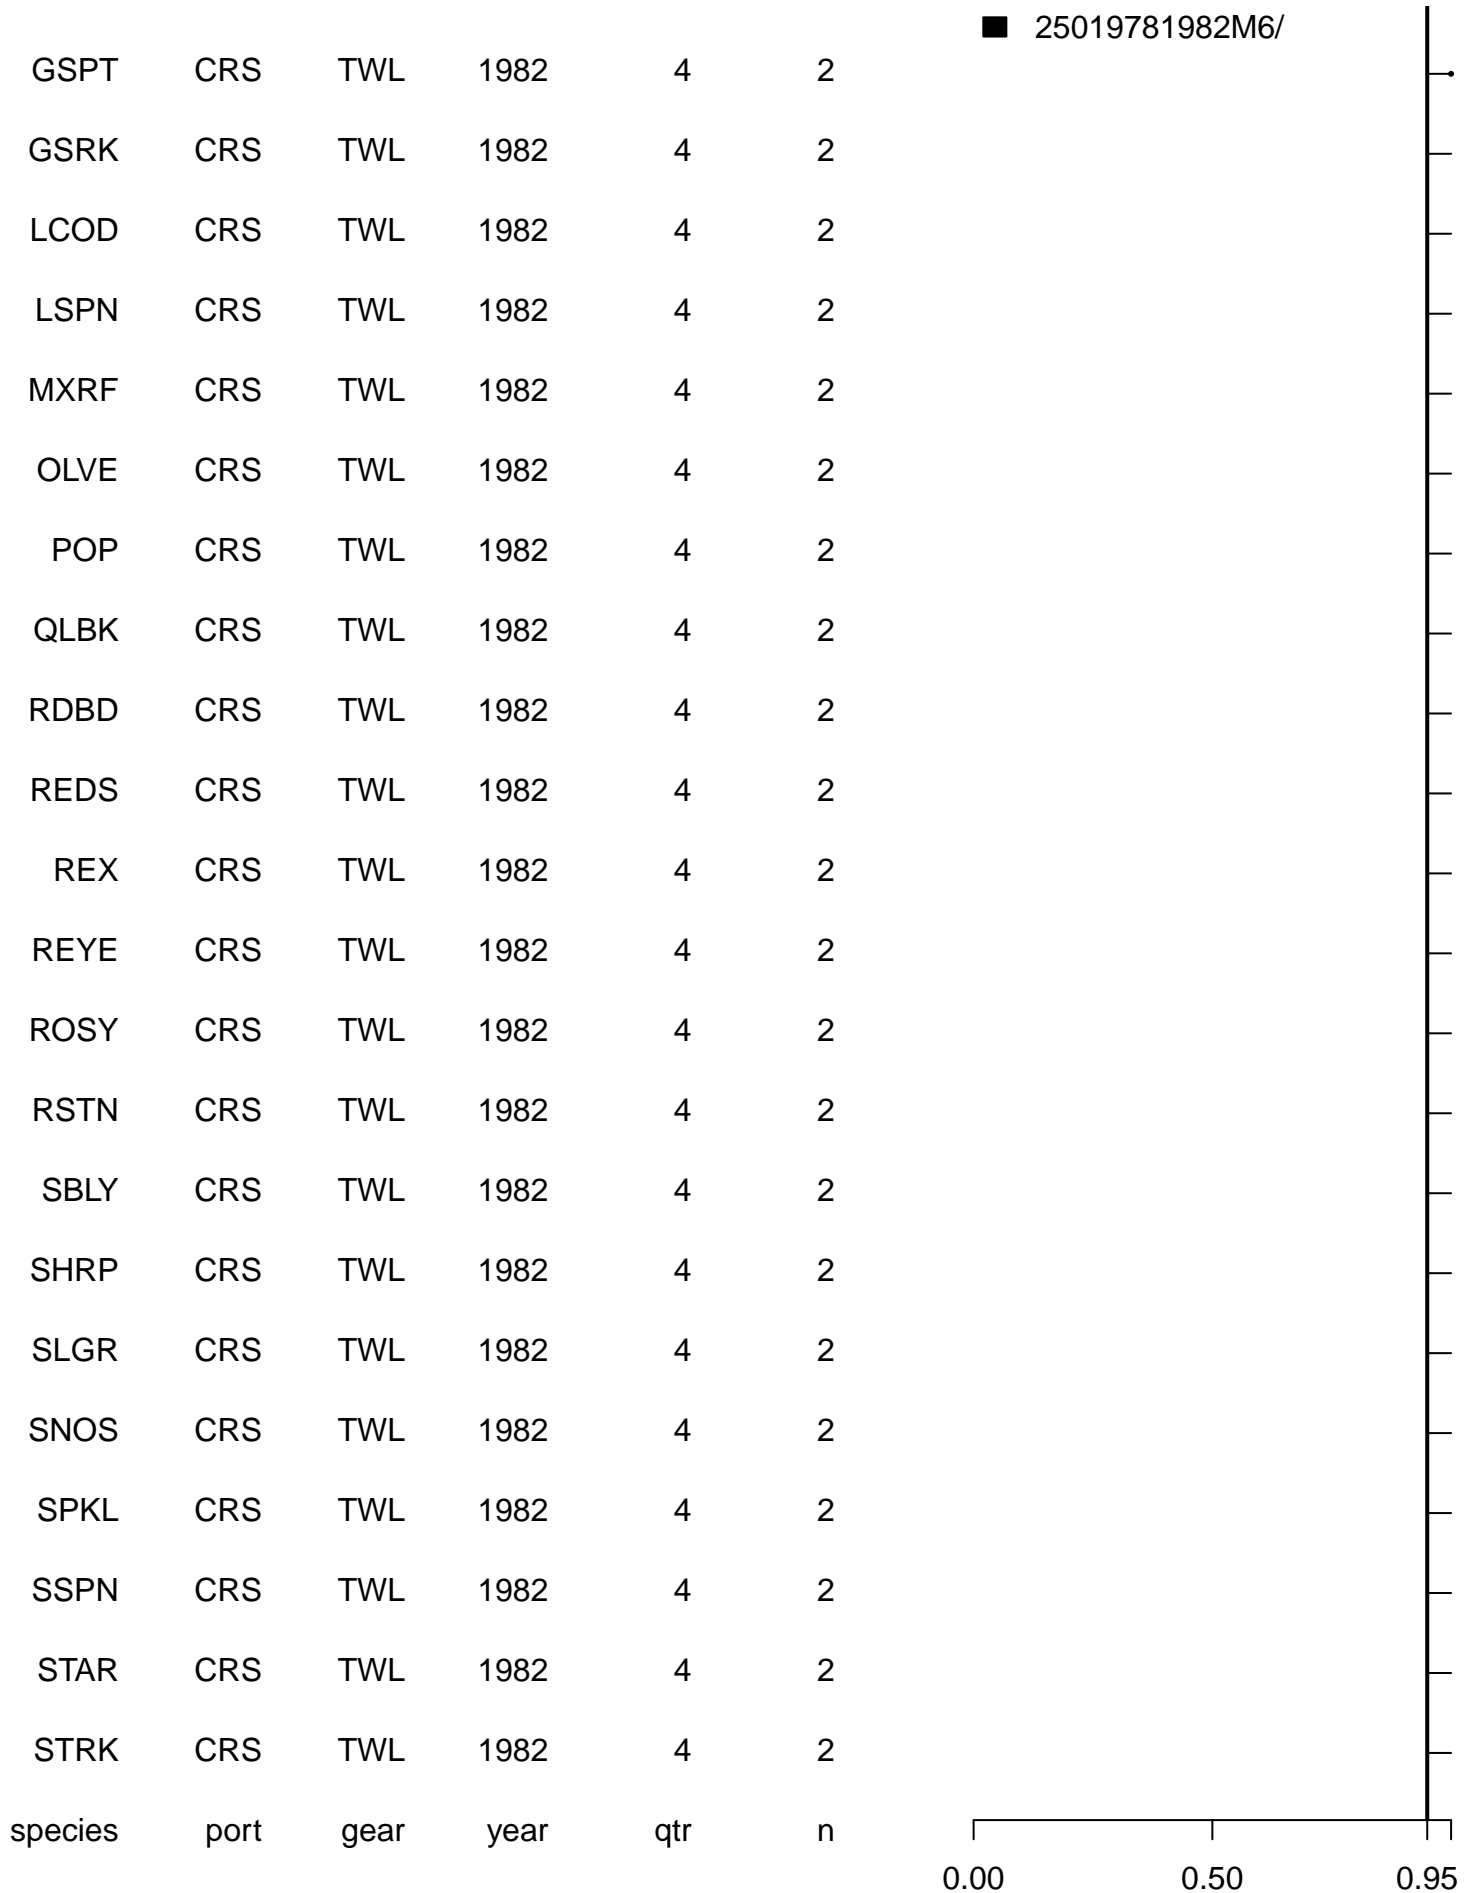 25019781982M6/
GSPT CRS TWL 1982 4 2
GSRK CRS TWL 1982 4 2
LCOD CRS TWL 1982 4 2
LSPN CRS TWL 1982 4 2
MXRF CRS TWL 1982 4 2
OLVE CRS TWL 1982 4 2
POP CRS TWL 1982 4 2
QLBK CRS TWL 1982 4 2
RDBD CRS TWL 1982 4 2
REDS CRS TWL 1982 4 2
REX CRS TWL 1982 4 2
REYE CRS TWL 1982 4 2
ROSY CRS TWL 1982 4 2
RSTN CRS TWL 1982 4 2
SBLY CRS TWL 1982 4 2
SHRP CRS TWL 1982 4 2
SLGR CRS TWL 1982 4 2
SNOS CRS TWL 1982 4 2
SPKL CRS TWL 1982 4 2
SSPN CRS TWL 1982 4 2
STAR CRS TWL 1982 4 2
STRK CRS TWL 1982 4 2
species port gear year qtr n
0.00 0.50 0.95